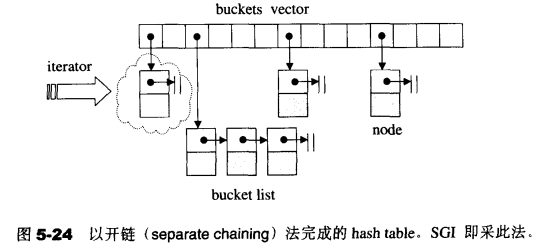 buckets vector
iterator
node
bucket list
图 5-24 以开链（separate chaining）法完成的 hash table。SGI 即采此法。